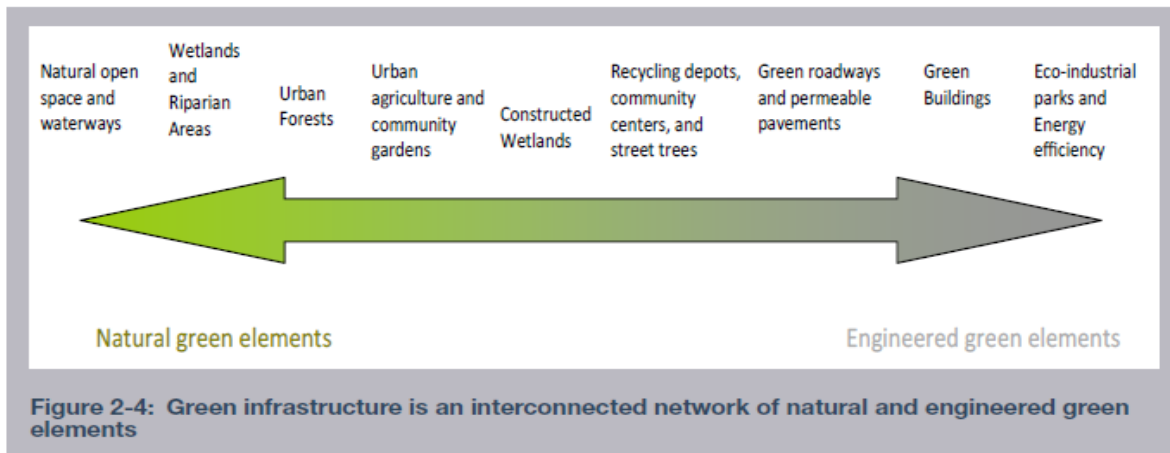 Natural open
space and
waterways
Wetlands
and
Riparian
Areas
Urban
Forests
Urban
agriculture and
community
gardens
Constructed
Wetlands
Recycling depots,
community
centers, and
street trees
Green roadways
and permeable
pavements
Green
Buildings
Eco-industrial
parks and
Energy
efficiency
Natural green elements
Engineered green elements
Figure 2-4: Green infrastructure is an interconnected network of natural and engineered green
elements